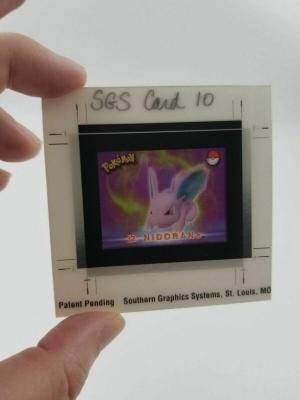 SGS Card 10
POKéMON
NIDORAN♂
Patent Pending Southern Graphics Systems, St. Louis, MO